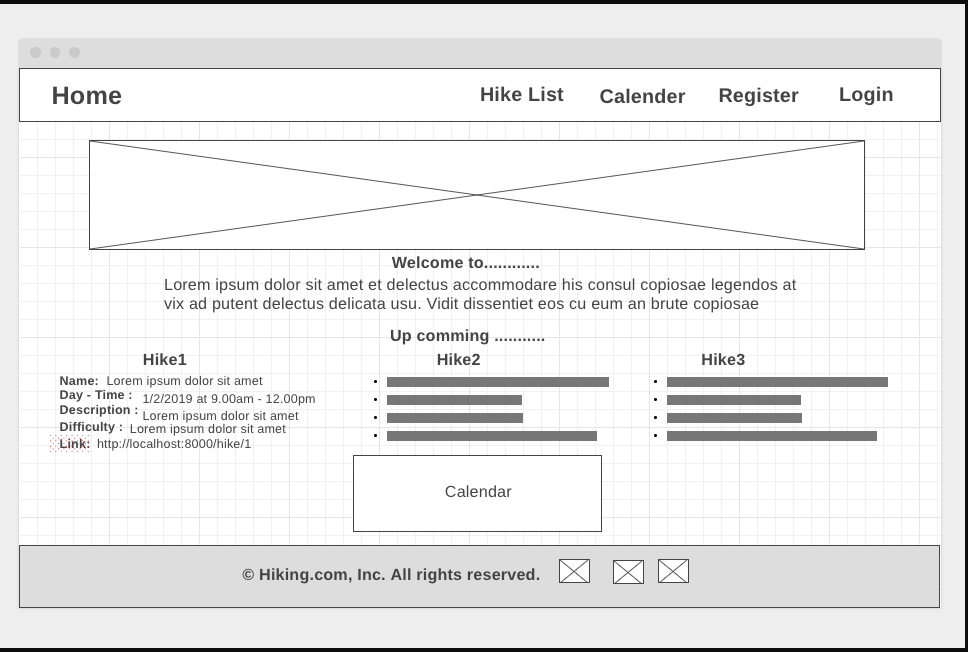 Home Hike List Calender Register Login
Welcome to............
Lorem ipsum dolor sit amet et delectus accommodare his consul copiosae legendos at
vix ad putent delectus delicata usu. Vidit dissentiet eos cu eum an brute copiosae
Up comming ...........
Hike1 Hike2 Hike3
Name: Lorem ipsum dolor sit amet
Day - Time : 1/2/2019 at 9.00am - 12.00pm
Description : Lorem ipsum dolor sit amet
Difficulty : Lorem ipsum dolor sit amet
Link: http://localhost:8000/hike/1
Calendar
© Hiking.com, Inc. All rights reserved.